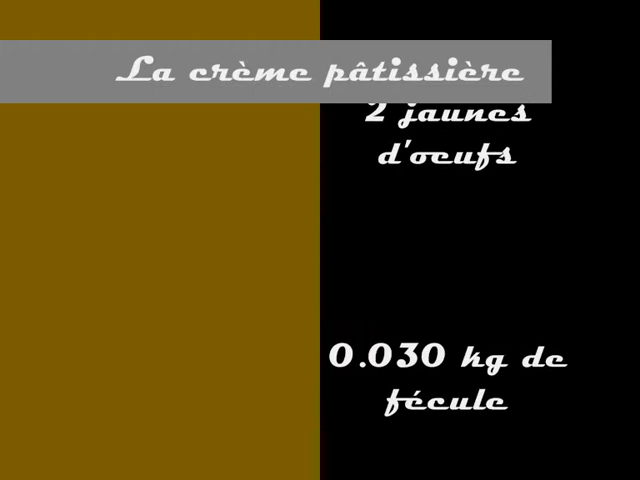 La crème pâtissière
2 jaunes
d'oeufs
0.030 kg de
fécule